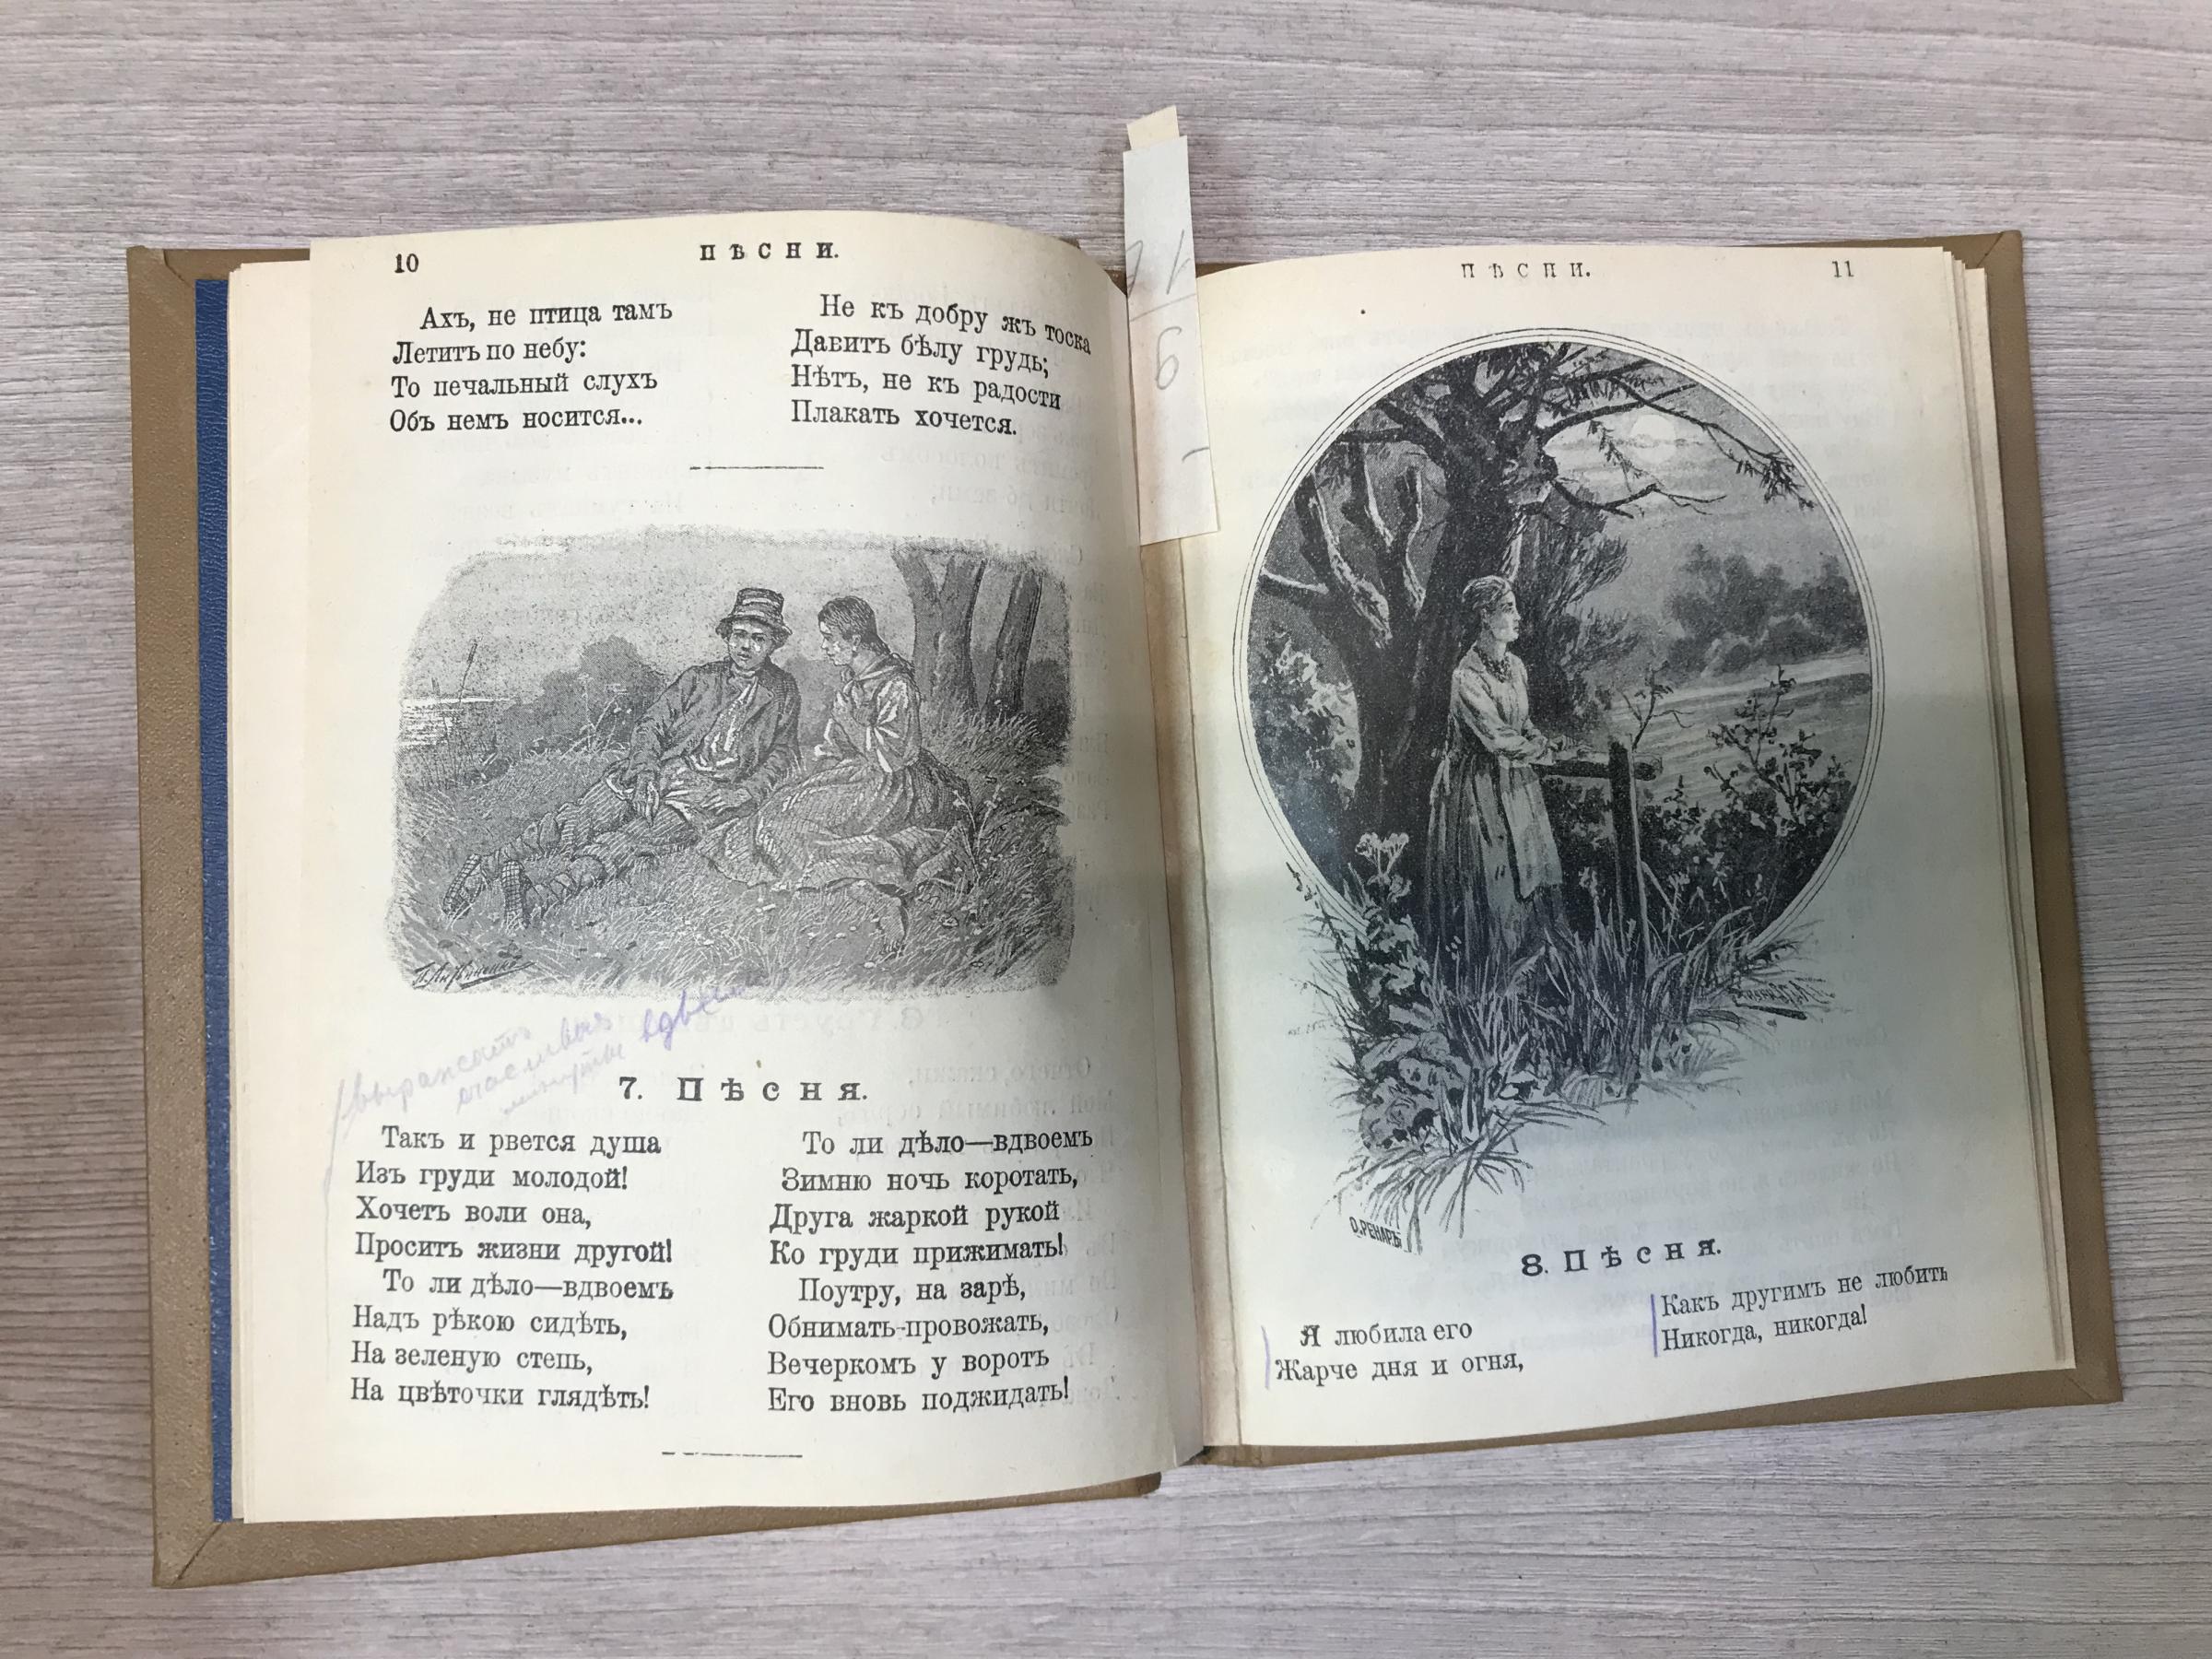 10
ПѢСНИ.
Ахъ, не птица тамъ
Летитъ по небу:
То печальный слухъ
Объ немъ носится...
Не къ добру жъ тоска
Давитъ бѣлу грудь;
Нѣтъ, не къ радости
Плакать хочется.
выражать
счастливыя
минуты вдвоем
7. Пѣсня.
Такъ и рвется душа
Изъ груди молодой!
Хочетъ воли она,
Проситъ жизни другой!
То ли дѣло—вдвоемъ
Надъ рѣкою сидѣть,
На зеленую степь,
На цвѣточки глядѣть!
То ли дѣло—вдвоемъ
Зимню ночь коротать,
Друга жаркой рукой
Ко груди прижимать!
Поутру, на зарѣ,
Обнимать-провожать,
Вечеркомъ у воротъ
Его вновь поджидать!
ПѢСНИ.
11
О.РЕНАРЪ
8. Пѣсня.
Я любила его
Жарче дня и огня,
Какъ другимъ не любить
Никогда, никогда!